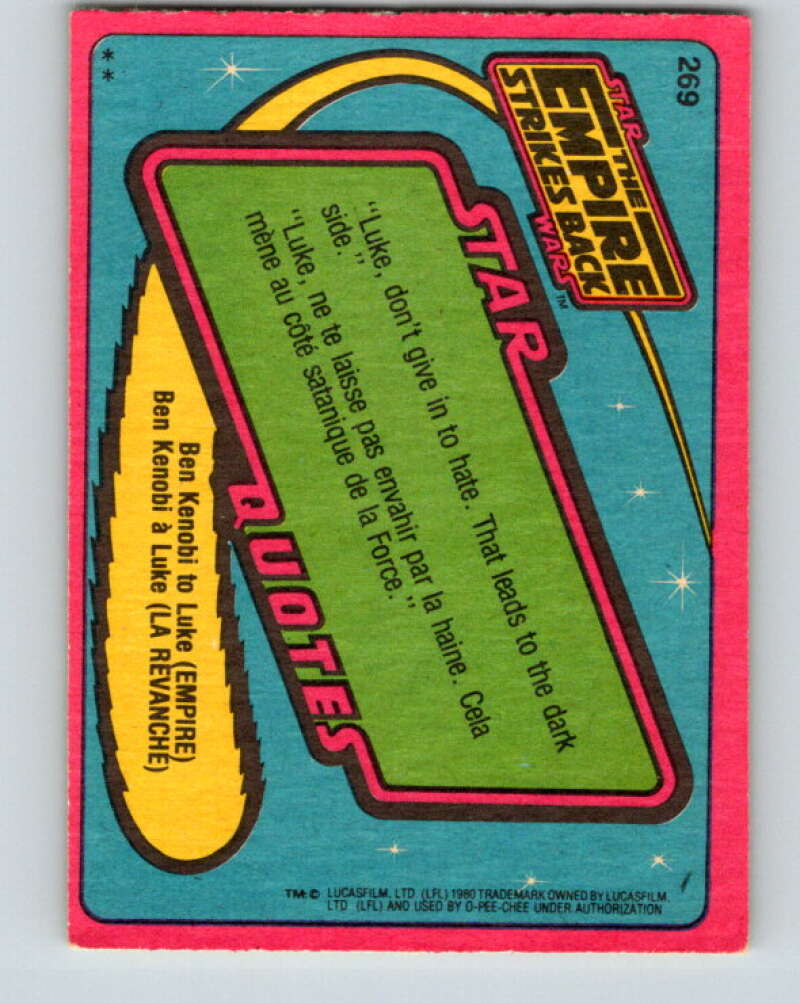 269
STAR
THE
EMPIRE
STRIKES BACK
WARS™
STAR
"Luke, don't give in to hate. That leads to the dark
side."
"Luke, ne te laisse pas envahir par la haine. Cela
mène au côté satanique de la Force."
QUOTES
Ben Kenobi to Luke (EMPIRE)
Ben Kenobi à Luke (LA REVANCHE)
**
TM: © LUCASFILM, LTD (LFL) 1980 TRADEMARK OWNED BY LUCASFILM,
LTD (LFL) AND USED BY O-PEE-CHEE UNDER AUTHORIZATION